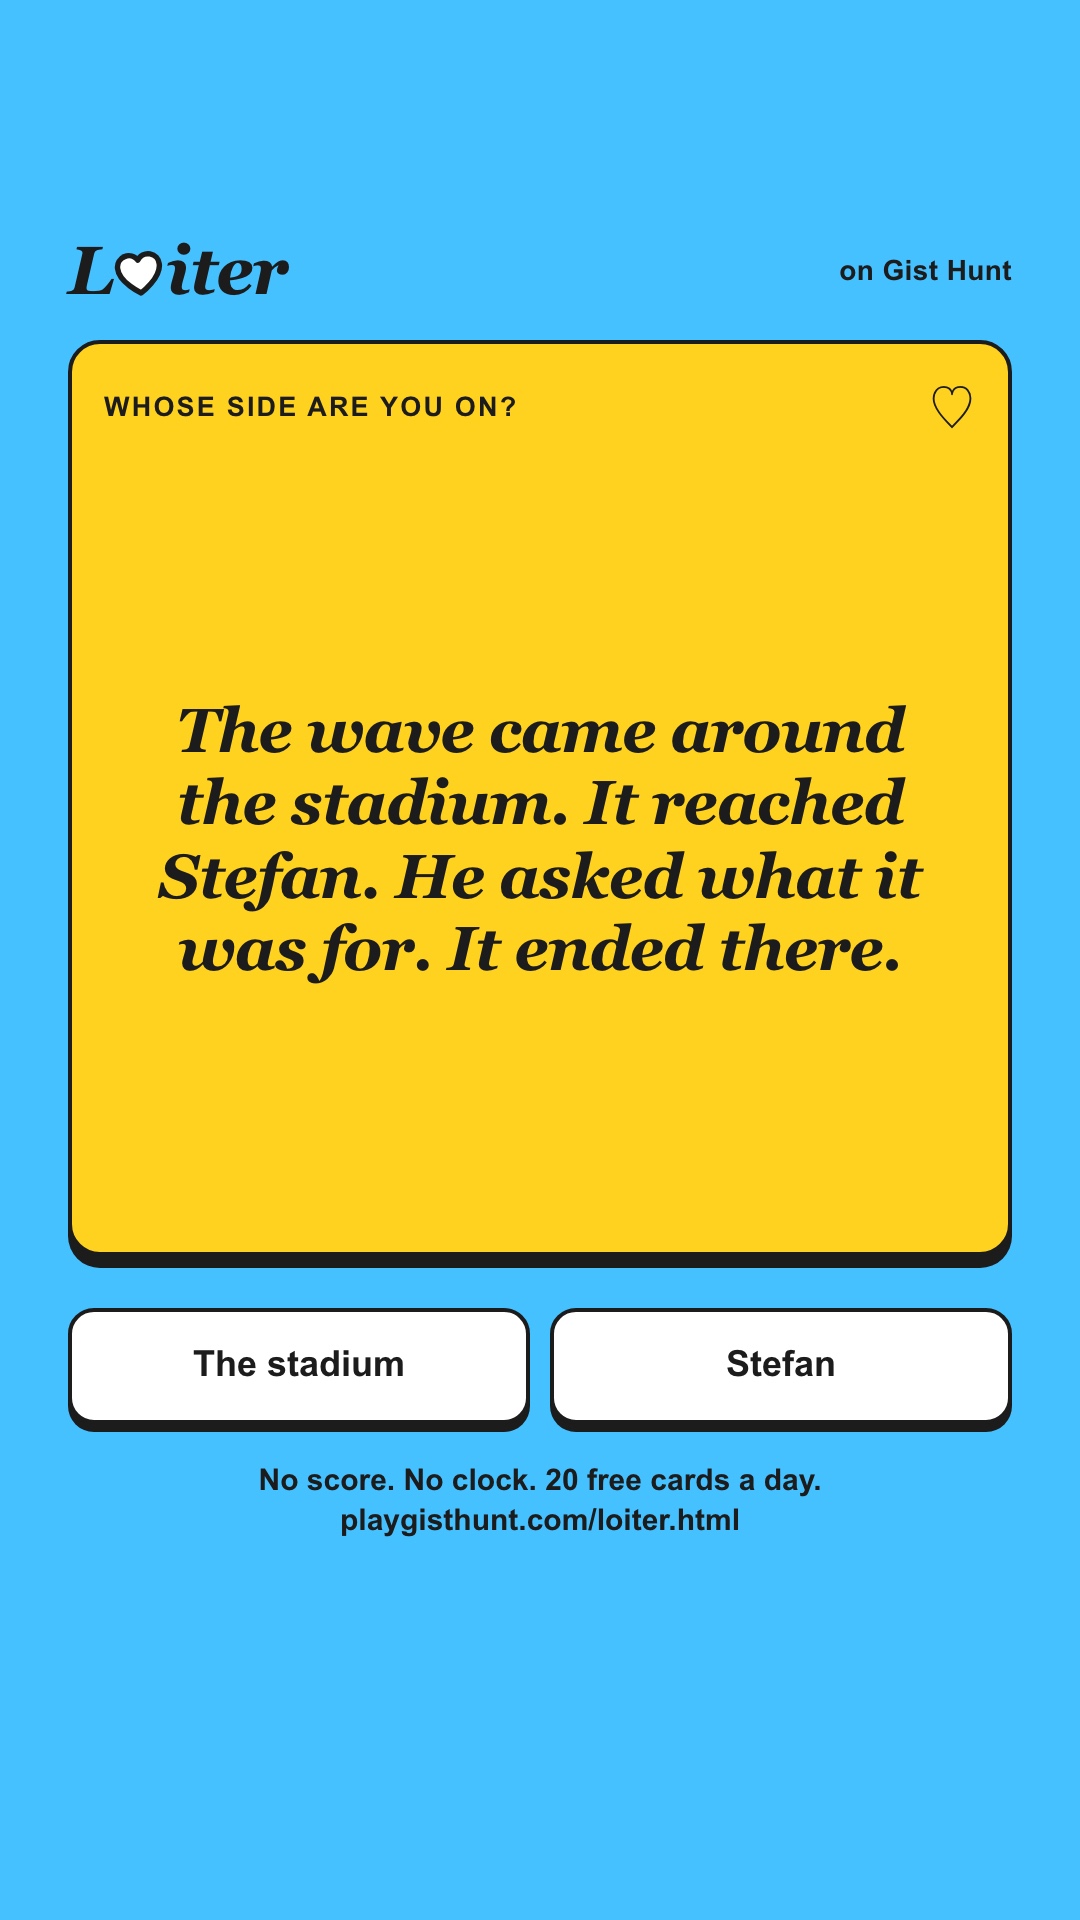 Loiter
on Gist Hunt
WHOSE SIDE ARE YOU ON?
The wave came around
the stadium. It reached
Stefan. He asked what it
was for. It ended there.
The stadium
Stefan
No score. No clock. 20 free cards a day.
playgisthunt.com/loiter.html